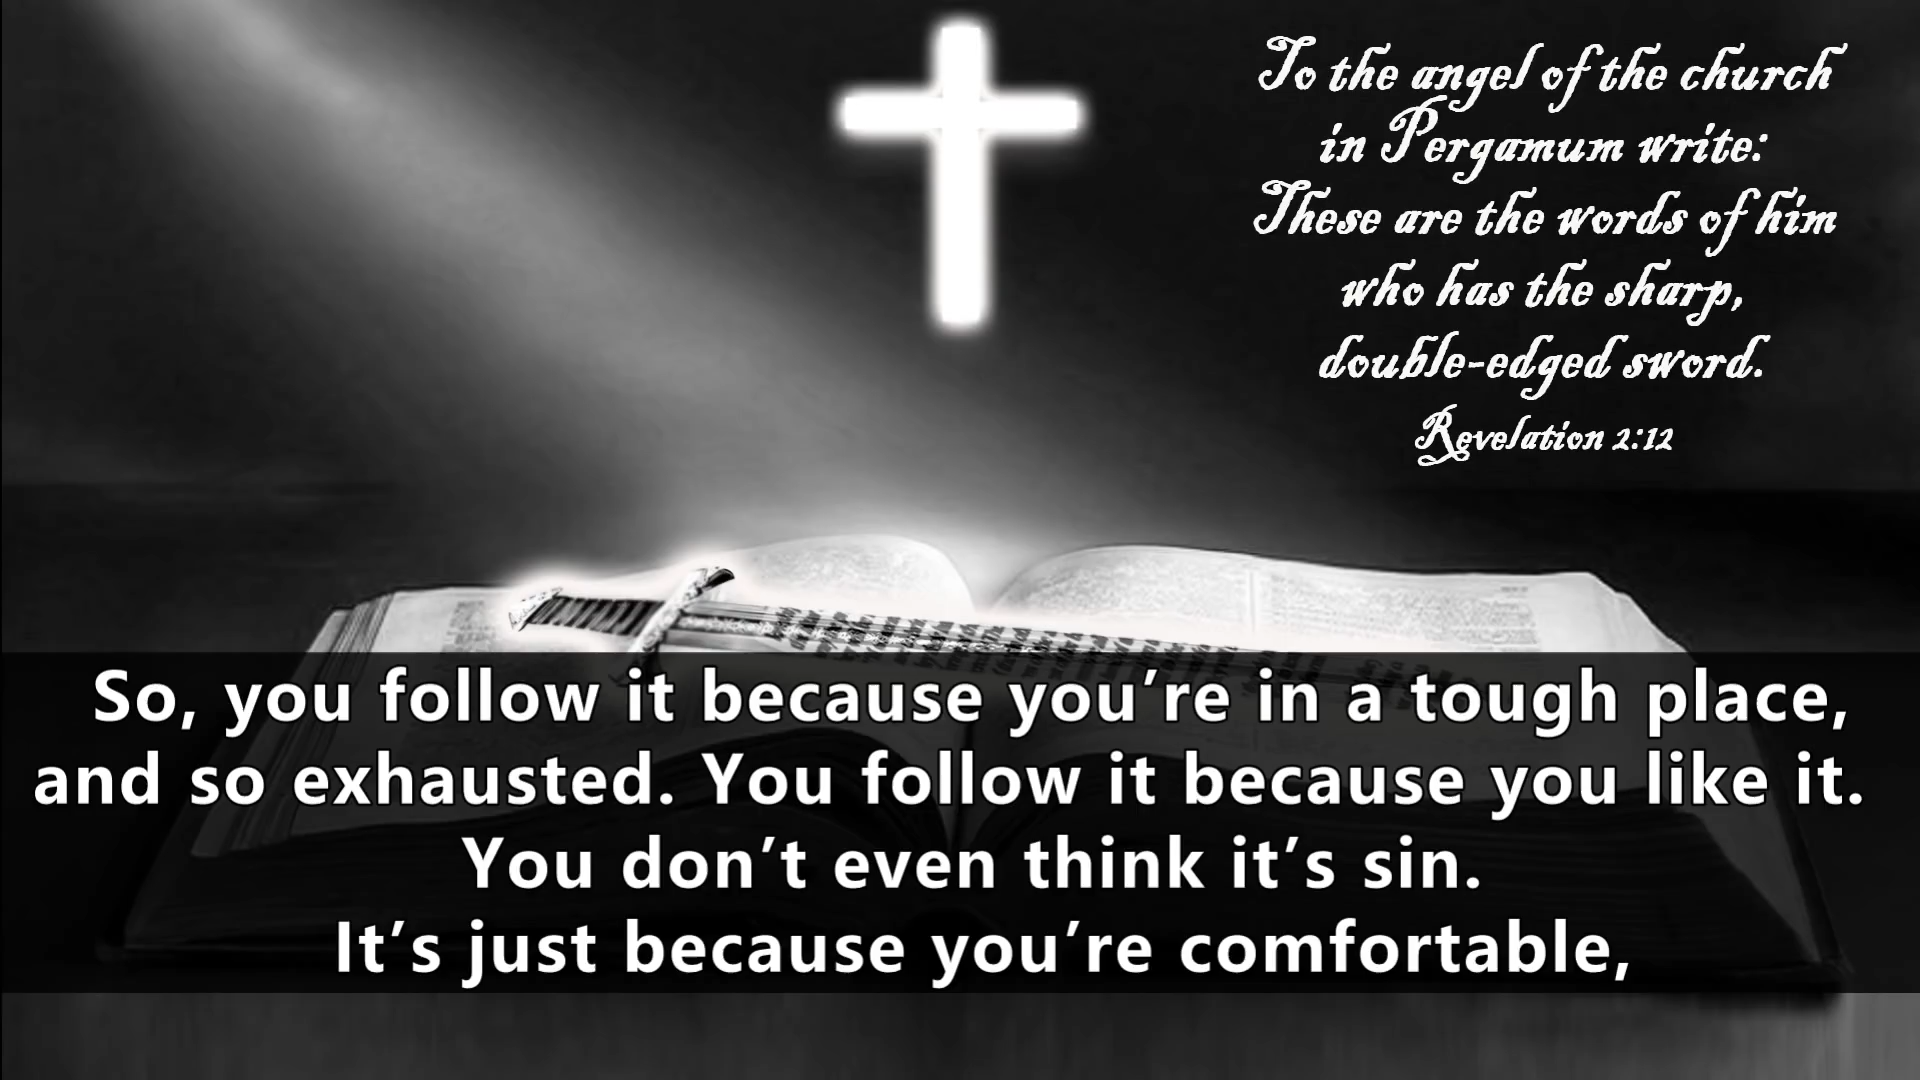 To the angel of the church
in Pergamum write:
These are the words of him
who has the sharp,
double-edged sword.
Revelation 2:12
So, you follow it because you’re in a tough place,
and so exhausted. You follow it because you like it.
You don’t even think it’s sin.
It’s just because you’re comfortable,